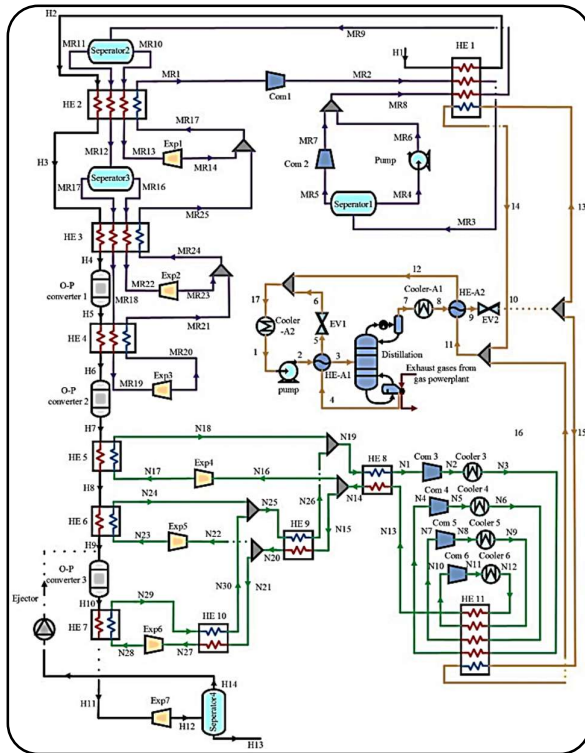 H2
MR9
MR11
Seperator2
MR10
H1
HE 1
MR1
MR2
Com1
MR8
HE 2
MR17
MR7
MR6
MR12
MR13
Exp1
MR14
Com 2
Pump
H3
Seperator3
MR17
MR16
MR5
Seperator1
MR4
MR25
MR3
14
13
HE 3
MR24
H4
MR22
Exp2
MR23
12
O-P
converter 1
MR18
17
6
Cooler-A1
HE-A2
7
8
9
EV2
10
H5
MR21
Cooler
-A2
EV1
5
11
HE 4
MR20
1
2
3
Distillation
H6
MR19
Exp3
pump
HE-A1
Exhaust gases from
gas powerplant
4
O-P
converter 2
H7
N18
N19
16
15
HE 5
N17
Exp4
N16
HE 8
N1
Com 3
N2
Cooler 3
N3
H8
N24
N25
N26
N14
N4
Com 4
N5
Cooler 4
N6
HE 6
N23
Exp5
N22
HE 9
N15
N13
N7
Com 5
N8
Cooler 5
N9
H9
N20
N10
Com 6
N11
Cooler 6
N12
O-P
converter 3
N30
N21
Ejector
H10
N29
HE 10
HE 11
HE 7
N28
Exp6
N27
H14
H11
Exp7
H12
Seperator4
H13